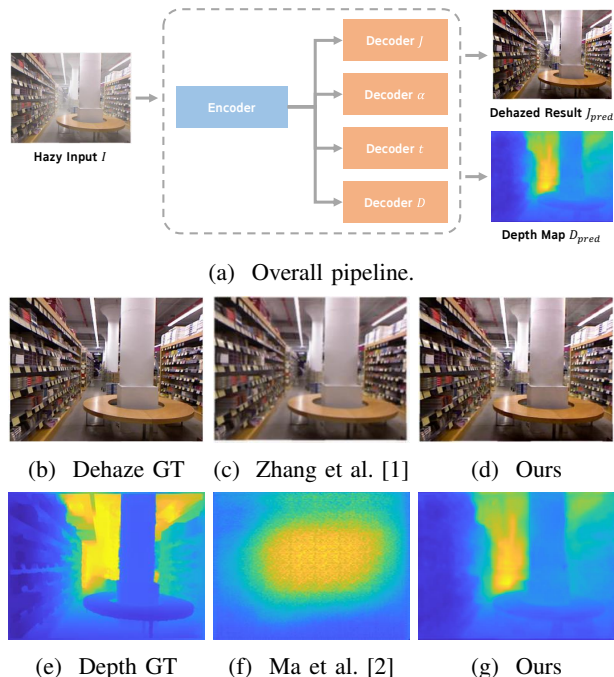 Decoder J
Encoder
Decoder α
Decoder t
Decoder D
Hazy Input I
Dehazed Result J_pred
Depth Map D_pred
(a) Overall pipeline.
(b) Dehaze GT
(c) Zhang et al. [1]
(d) Ours
(e) Depth GT
(f) Ma et al. [2]
(g) Ours